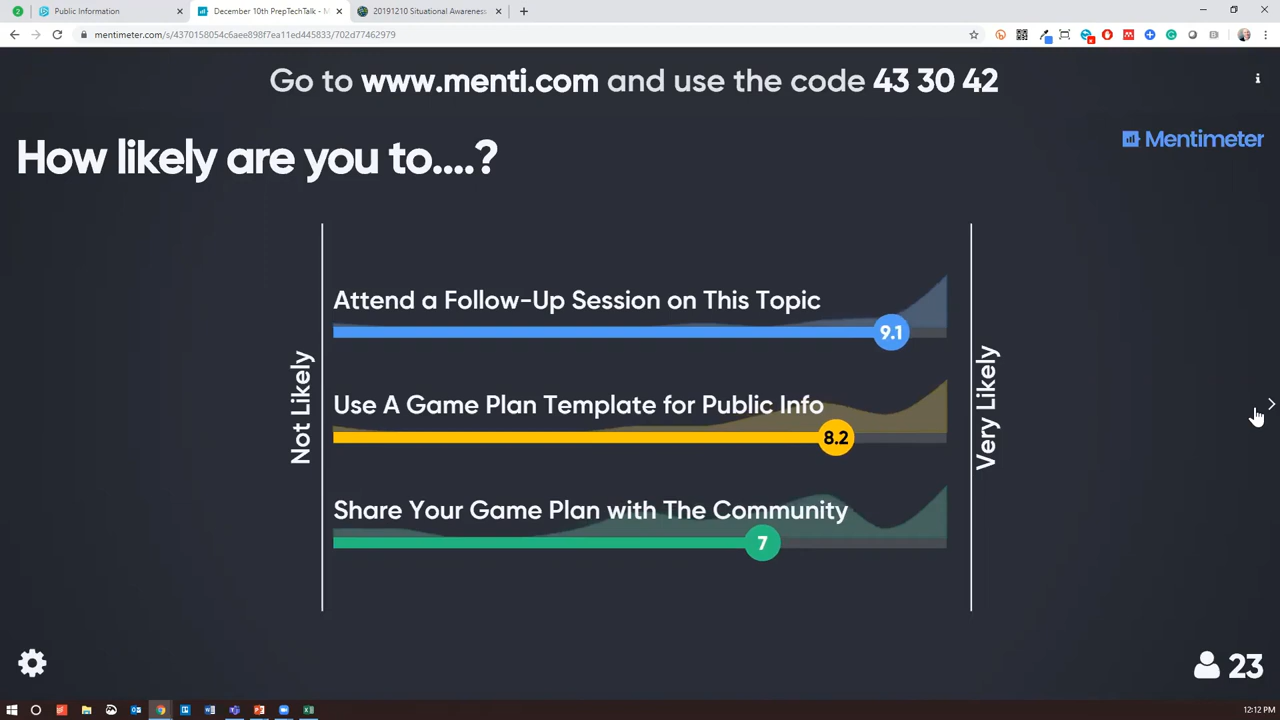 2
Public Information
December 10th PrepTechTalk - M
20191210 Situational Awareness
mentimeter.com/s/4370158054c6aee898f7ea11ed445833/702d77462979
Go to www.menti.com and use the code 43 30 42
Mentimeter
How likely are you to....?
Not Likely
Attend a Follow-Up Session on This Topic
9.1
Use A Game Plan Template for Public Info
8.2
Share Your Game Plan with The Community
7
Very Likely
23
12:12 PM